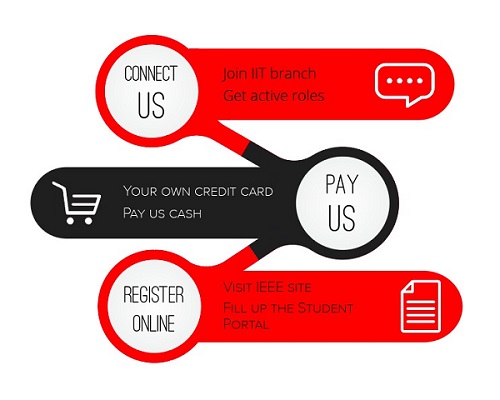 CONNECT
US
Join IIT branch
Get active roles
Your own credit card
Pay us cash
PAY
US
REGISTER
ONLINE
Visit IEEE site
Fill up the Student
Portal